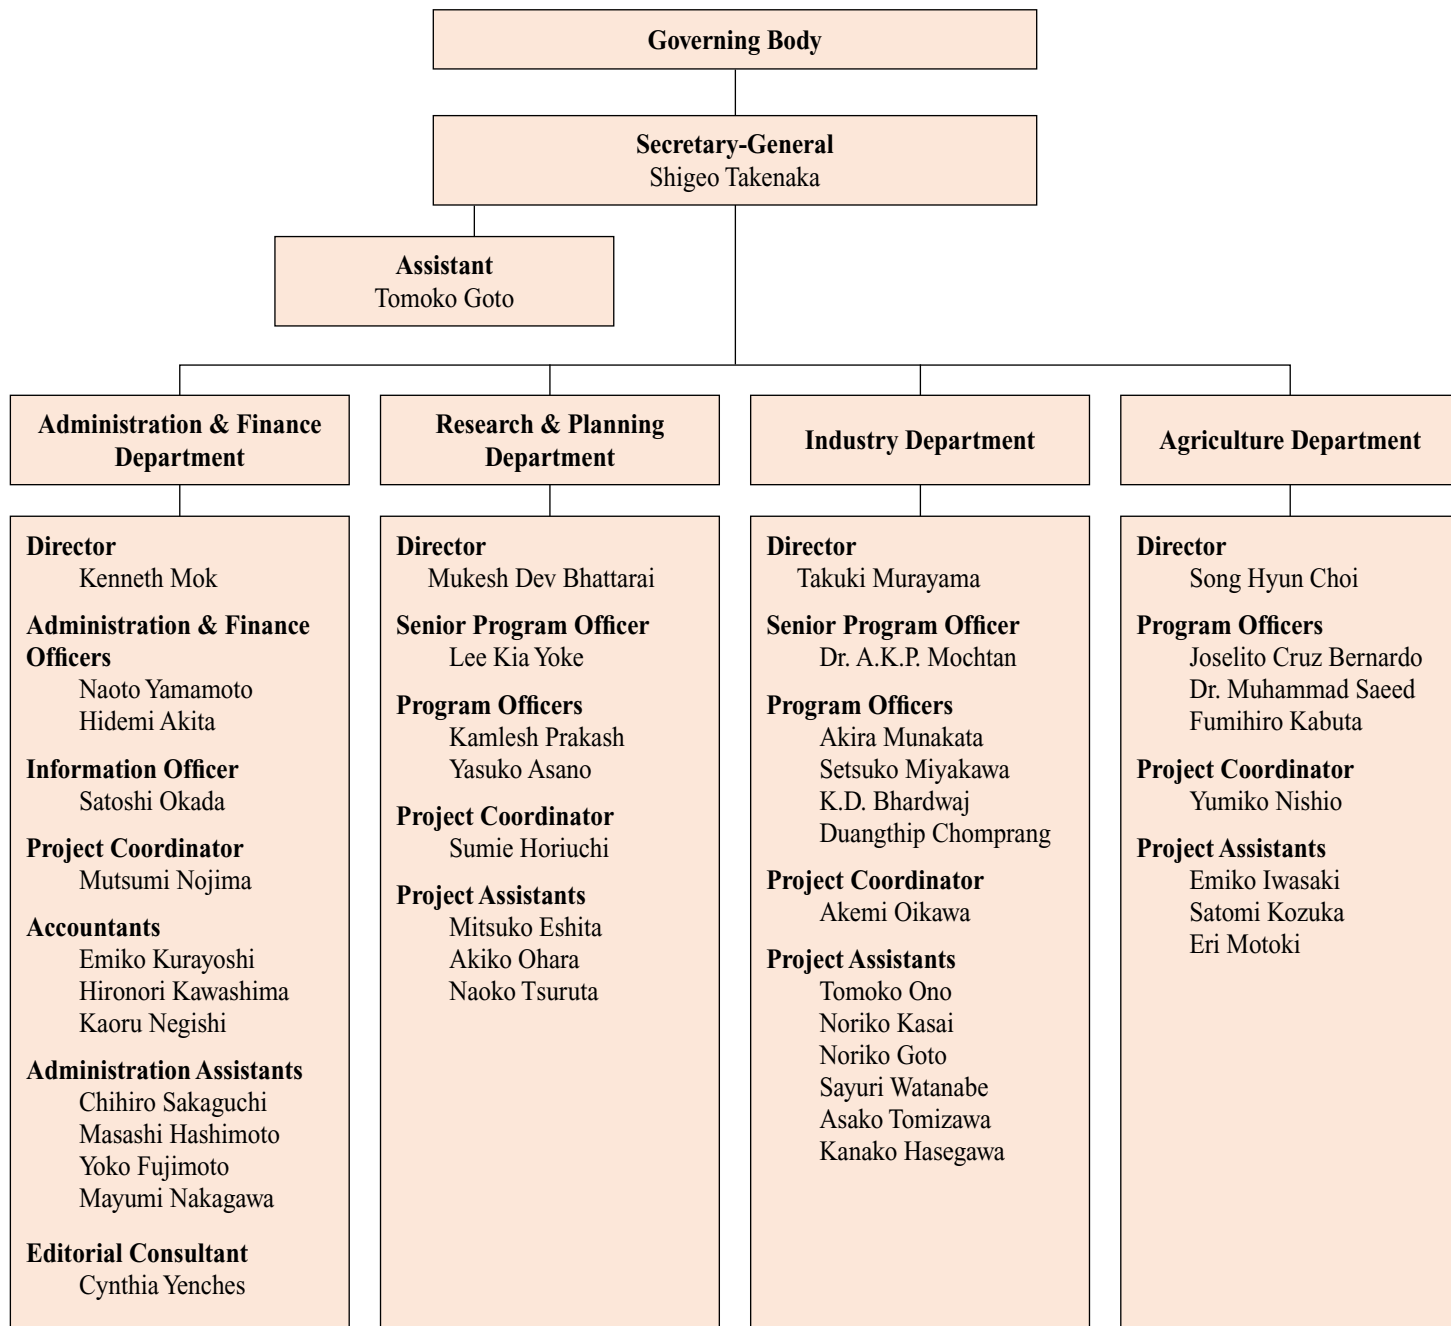 Governing Body
Secretary-General
Shigeo Takenaka
Assistant
Tomoko Goto
Administration & Finance
Department
Research & Planning
Department
Industry Department
Agriculture Department
Director
Kenneth Mok
Administration & Finance
Officers
Naoto Yamamoto
Hidemi Akita
Information Officer
Satoshi Okada
Project Coordinator
Mutsumi Nojima
Accountants
Emiko Kurayoshi
Hironori Kawashima
Kaoru Negishi
Administration Assistants
Chihiro Sakaguchi
Masashi Hashimoto
Yoko Fujimoto
Mayumi Nakagawa
Editorial Consultant
Cynthia Yenches
Director
Mukesh Dev Bhattarai
Senior Program Officer
Lee Kia Yoke
Program Officers
Kamlesh Prakash
Yasuko Asano
Project Coordinator
Sumie Horiuchi
Project Assistants
Mitsuko Eshita
Akiko Ohara
Naoko Tsuruta
Director
Takuki Murayama
Senior Program Officer
Dr. A.K.P. Mochtan
Program Officers
Akira Munakata
Setsuko Miyakawa
K.D. Bhardwaj
Duangthip Chomprang
Project Coordinator
Akemi Oikawa
Project Assistants
Tomoko Ono
Noriko Kasai
Noriko Goto
Sayuri Watanabe
Asako Tomizawa
Kanako Hasegawa
Director
Song Hyun Choi
Program Officers
Joselito Cruz Bernardo
Dr. Muhammad Saeed
Fumihiro Kabuta
Project Coordinator
Yumiko Nishio
Project Assistants
Emiko Iwasaki
Satomi Kozuka
Eri Motoki